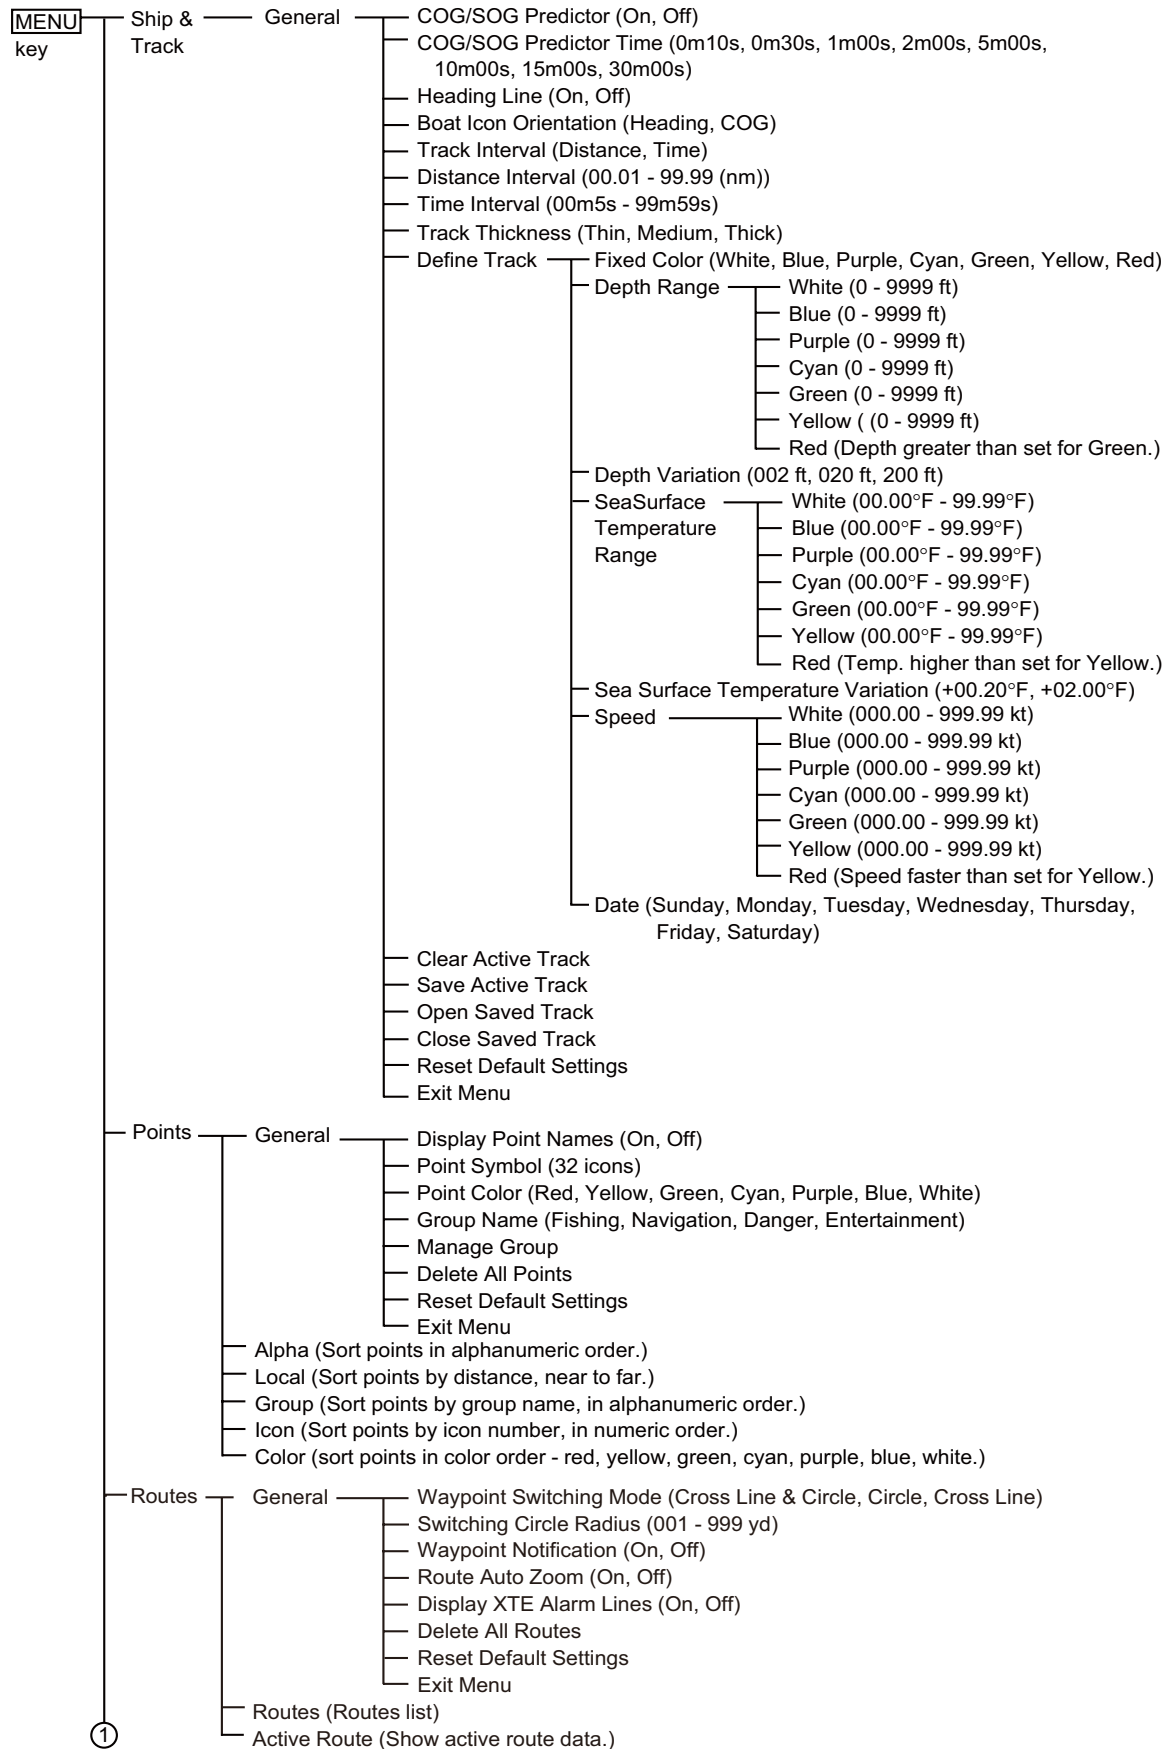 MENU key
Ship & Track
General
COG/SOG Predictor (On, Off)
COG/SOG Predictor Time (0m10s, 0m30s, 1m00s, 2m00s, 5m00s,
10m00s, 15m00s, 30m00s)
Heading Line (On, Off)
Boat Icon Orientation (Heading, COG)
Track Interval (Distance, Time)
Distance Interval (00.01 - 99.99 (nm))
Time Interval (00m5s - 99m59s)
Track Thickness (Thin, Medium, Thick)
Define Track
Fixed Color (White, Blue, Purple, Cyan, Green, Yellow, Red)
Depth Range
White (0 - 9999 ft)
Blue (0 - 9999 ft)
Purple (0 - 9999 ft)
Cyan (0 - 9999 ft)
Green (0 - 9999 ft)
Yellow ( (0 - 9999 ft)
Red (Depth greater than set for Green.)
Depth Variation (002 ft, 020 ft, 200 ft)
SeaSurface
Temperature
Range
White (00.00°F - 99.99°F)
Blue (00.00°F - 99.99°F)
Purple (00.00°F - 99.99°F)
Cyan (00.00°F - 99.99°F)
Green (00.00°F - 99.99°F)
Yellow (00.00°F - 99.99°F)
Red (Temp. higher than set for Yellow.)
Sea Surface Temperature Variation (+00.20°F, +02.00°F)
Speed
White (000.00 - 999.99 kt)
Blue (000.00 - 999.99 kt)
Purple (000.00 - 999.99 kt)
Cyan (000.00 - 999.99 kt)
Green (000.00 - 999.99 kt)
Yellow (000.00 - 999.99 kt)
Red (Speed faster than set for Yellow.)
Date (Sunday, Monday, Tuesday, Wednesday, Thursday,
Friday, Saturday)
Clear Active Track
Save Active Track
Open Saved Track
Close Saved Track
Reset Default Settings
Exit Menu
Points
General
Display Point Names (On, Off)
Point Symbol (32 icons)
Point Color (Red, Yellow, Green, Cyan, Purple, Blue, White)
Group Name (Fishing, Navigation, Danger, Entertainment)
Manage Group
Delete All Points
Reset Default Settings
Exit Menu
Alpha (Sort points in alphanumeric order.)
Local (Sort points by distance, near to far.)
Group (Sort points by group name, in alphanumeric order.)
Icon (Sort points by icon number, in numeric order.)
Color (sort points in color order - red, yellow, green, cyan, purple, blue, white.)
Routes
General
Waypoint Switching Mode (Cross Line & Circle, Circle, Cross Line)
Switching Circle Radius (001 - 999 yd)
Waypoint Notification (On, Off)
Route Auto Zoom (On, Off)
Display XTE Alarm Lines (On, Off)
Delete All Routes
Reset Default Settings
Exit Menu
Routes (Routes list)
Active Route (Show active route data.)
1